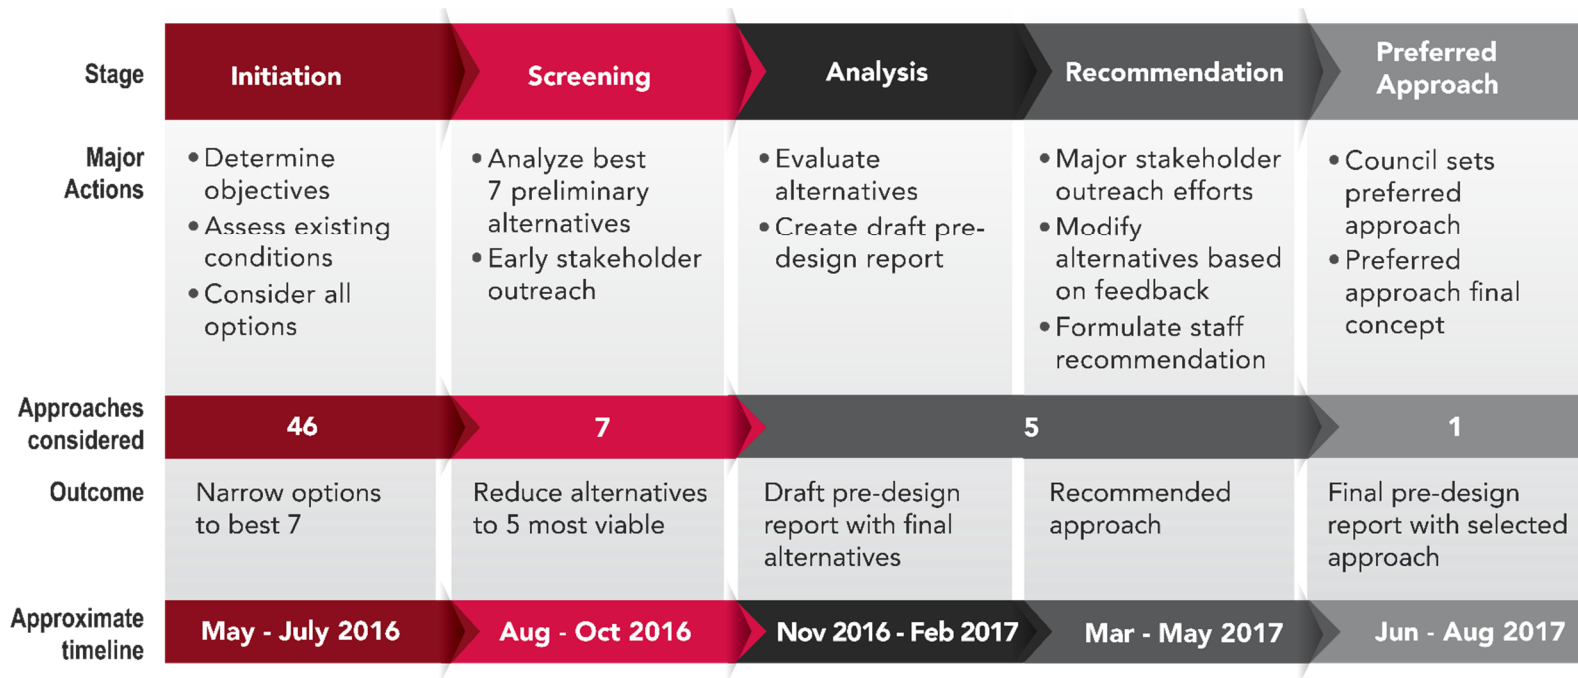 Stage
Initiation
Screening
Analysis
Recommendation
Preferred
Approach
Major
Actions
• Determine
objectives
• Assess existing
conditions
• Consider all
options
• Analyze best
7 preliminary
alternatives
• Early stakeholder
outreach
• Evaluate
alternatives
• Create draft pre-
design report
• Major stakeholder
outreach efforts
• Modify
alternatives based
on feedback
• Formulate staff
recommendation
• Council sets
preferred
approach
• Preferred
approach final
concept
Approaches
considered
46
7
5
1
Outcome
Narrow options
to best 7
Reduce alternatives
to 5 most viable
Draft pre-design
report with final
alternatives
Recommended
approach
Final pre-design
report with selected
approach
Approximate
timeline
May - July 2016
Aug - Oct 2016
Nov 2016 - Feb 2017
Mar - May 2017
Jun - Aug 2017